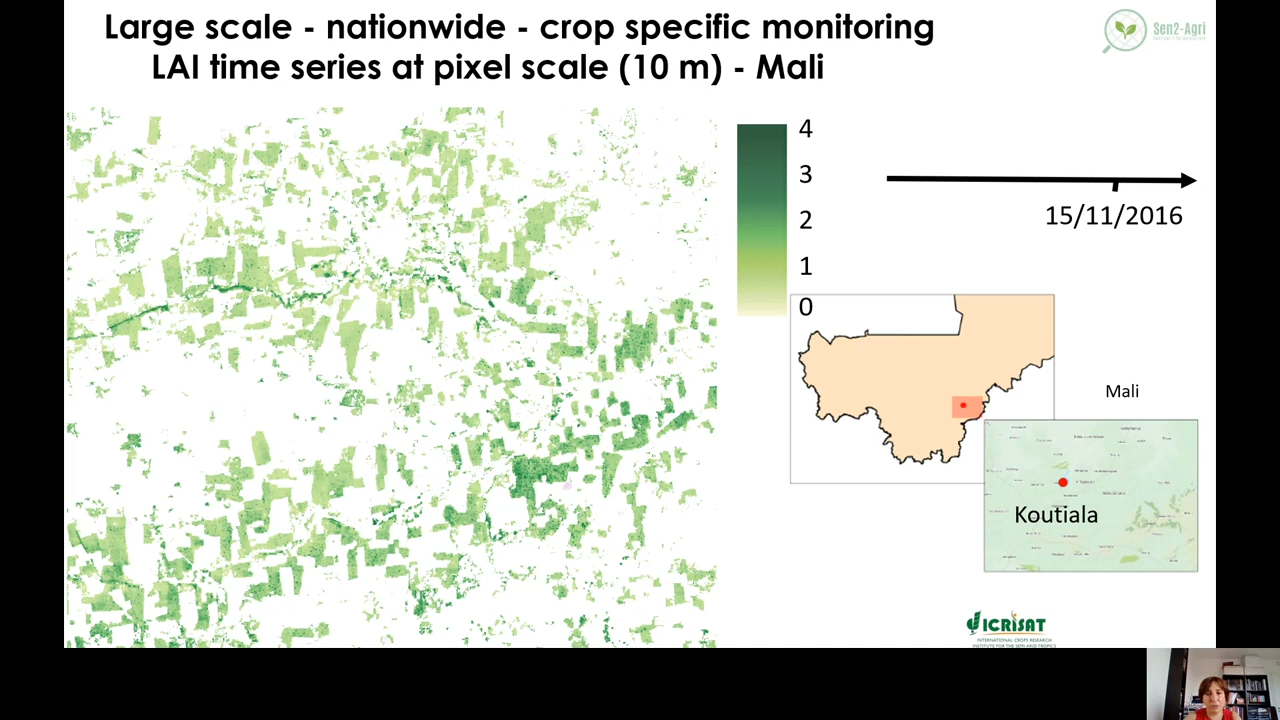 Large scale - nationwide - crop specific monitoring
LAI time series at pixel scale (10 m) - Mali
Sen2-Agri
4
3
2
1
0
15/11/2016
Mali
Koutiala
ICRISAT
INTERNATIONAL CROPS RESEARCH
INSTITUTE FOR THE SEMI-ARID TROPICS